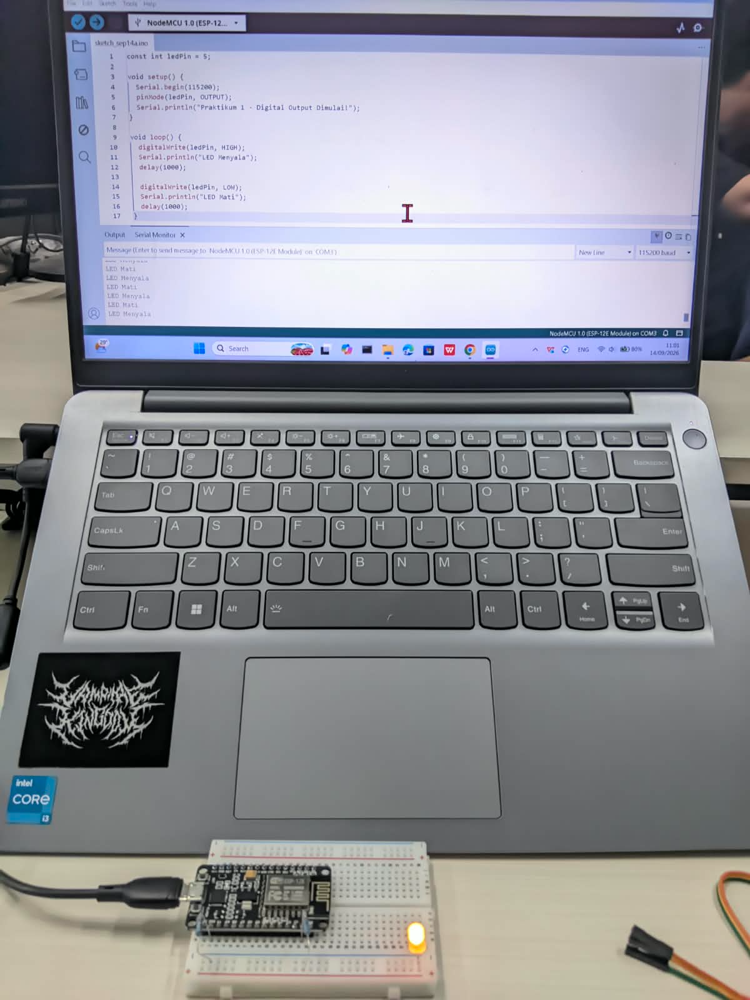 File Edit Sketch Tools Help
NodeMCU 1.0 (ESP-12...
sketch_sep14a.ino
1 const int ledPin = 5;
2
3 void setup() {
4 Serial.begin(115200);
5 pinMode(ledPin, OUTPUT);
6 Serial.println("Praktikum 1 - Digital Output Dimulai!");
7 }
8
9 void loop() {
10 digitalWrite(ledPin, HIGH);
11 Serial.println("LED Menyala");
12 delay(1000);
13
14 digitalWrite(ledPin, LOW);
15 Serial.println("LED Mati");
16 delay(1000);
17 }
Output Serial Monitor
Message (Enter to send message to 'NodeMCU 1.0 (ESP-12E Module)' on 'COM3')
New Line
115200 baud
LED Menyala
LED Mati
LED Menyala
LED Mati
LED Menyala
LED Mati
LED Menyala
NodeMCU 1.0 (ESP-12E Module) on COM3
29°
Search
ENG
80%
11:01
14/09/2026
Esc
Delete
~ ` ! 1 @ 2 # 3 $ 4 % 5 ^ 6 & 7 * 8 ( 9 ) 0 — - + = Backspace
Tab Q W E R T Y U I O P { [ } ] | \
CapsLk A S D F G H J K L : ; " ' Enter
Shift Z X C V B N M < , > . ? / Shift
Ctrl Fn Alt Alt Ctrl Home PgUp PgDn End
VAMPIRE KINGDOM
intel
CORE
i3